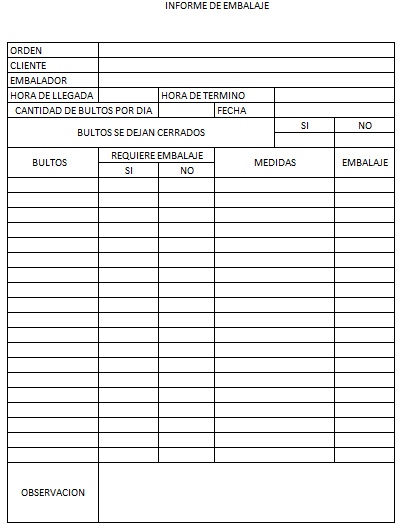 INFORME DE EMBALAJE
ORDEN
CLIENTE
EMBALADOR
HORA DE LLEGADA HORA DE TERMINO
CANTIDAD DE BULTOS POR DIA FECHA
BULTOS SE DEJAN CERRADOS SI NO
BULTOS REQUIERE EMBALAJE MEDIDAS EMBALAJE
SI NO
OBSERVACION